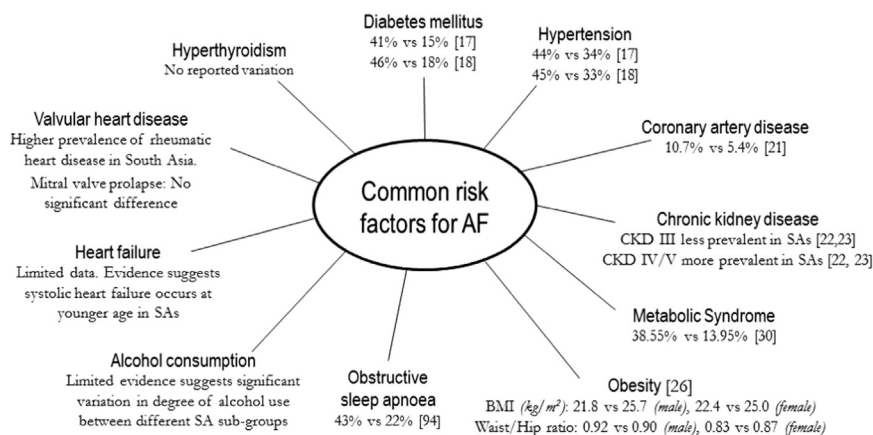 Common risk
factors for AF
Diabetes mellitus
41% vs 15% [17]
46% vs 18% [18]
Hypertension
44% vs 34% [17]
45% vs 33% [18]
Coronary artery disease
10.7% vs 5.4% [21]
Chronic kidney disease
CKD III less prevalent in SAs [22,23]
CKD IV/V more prevalent in SAs [22, 23]
Metabolic Syndrome
38.55% vs 13.95% [30]
Obesity [26]
BMI (kg/m²): 21.8 vs 25.7 (male), 22.4 vs 25.0 (female)
Waist/Hip ratio: 0.92 vs 0.90 (male), 0.83 vs 0.87 (female)
Obstructive
sleep apnoea
43% vs 22% [94]
Alcohol consumption
Limited evidence suggests significant
variation in degree of alcohol use
between different SA sub-groups
Heart failure
Limited data. Evidence suggests
systolic heart failure occurs at
younger age in SAs
Valvular heart disease
Higher prevalence of rheumatic
heart disease in South Asia.
Mitral valve prolapse: No
significant difference
Hyperthyroidism
No reported variation